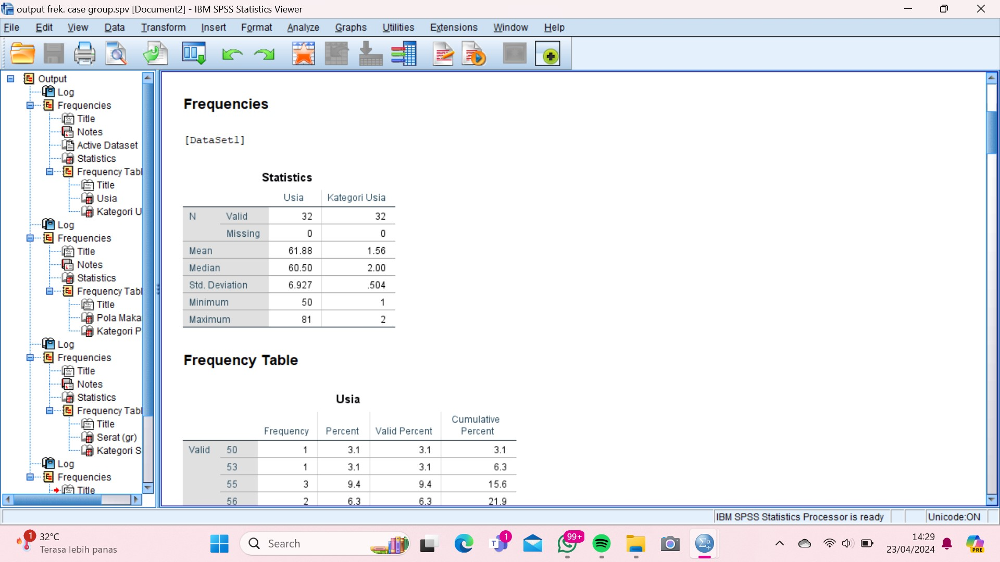 output frek. case group.spv [Document2] - IBM SPSS Statistics Viewer
File Edit View Data Transform Insert Format Analyze Graphs Utilities Extensions Window Help
Output
Log
Frequencies
Title
Notes
Active Dataset
Statistics
Frequency Tabl
Title
Usia
Kategori U
Log
Frequencies
Title
Notes
Statistics
Frequency Tabl
Title
Pola Maka
Kategori P
Log
Frequencies
Title
Notes
Statistics
Frequency Tabl
Title
Serat (gr)
Kategori S
Log
Frequencies
Title
Frequencies
[DataSet1]
Statistics
Usia Kategori Usia
N Valid 32 32
Missing 0 0
Mean 61.88 1.56
Median 60.50 2.00
Std. Deviation 6.927 .504
Minimum 50 1
Maximum 81 2
Frequency Table
Usia
Frequency Percent Valid Percent Cumulative Percent
Valid 50 1 3.1 3.1 3.1
53 1 3.1 3.1 6.3
55 3 9.4 9.4 15.6
56 2 6.3 6.3 21.9
IBM SPSS Statistics Processor is ready Unicode:ON
1 32°C
Terasa lebih panas
Search
1
99+
14:29
23/04/2024
PRE